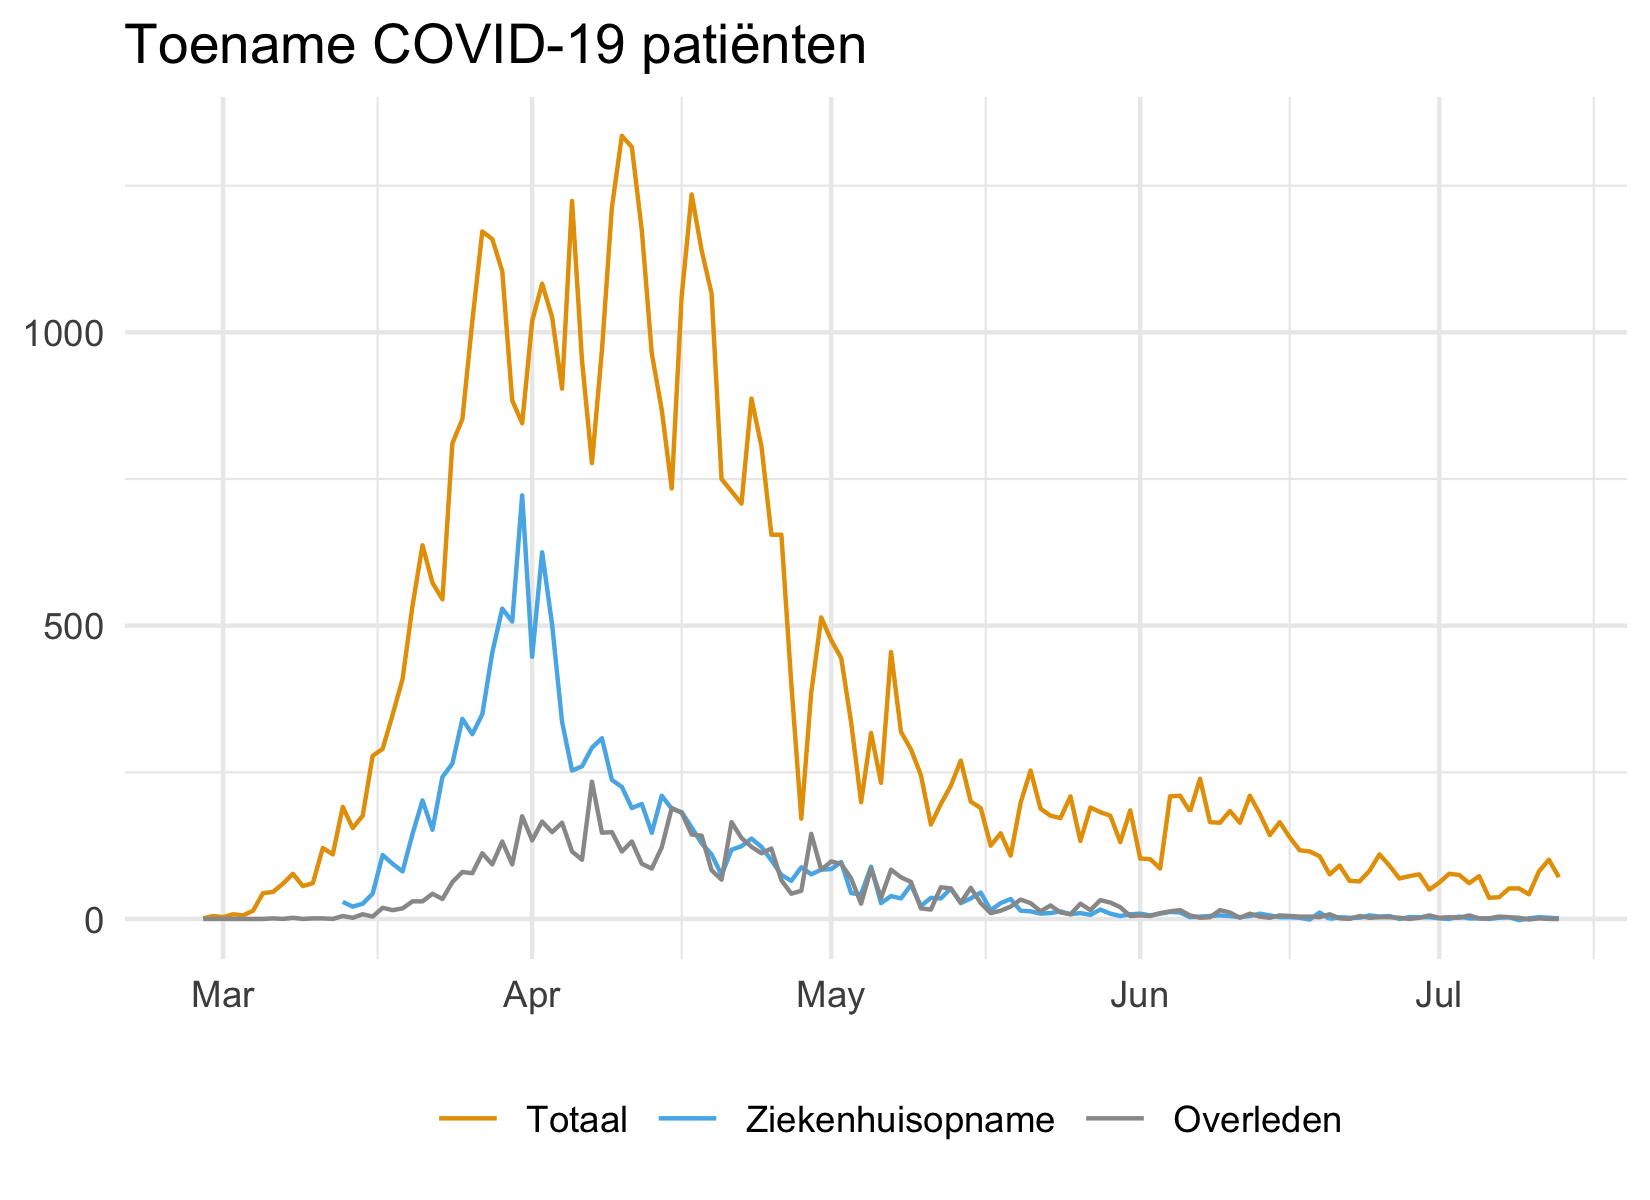 Toename COVID-19 patiënten
1000
500
0
Mar Apr May Jun Jul
Totaal Ziekenhuisopname Overleden